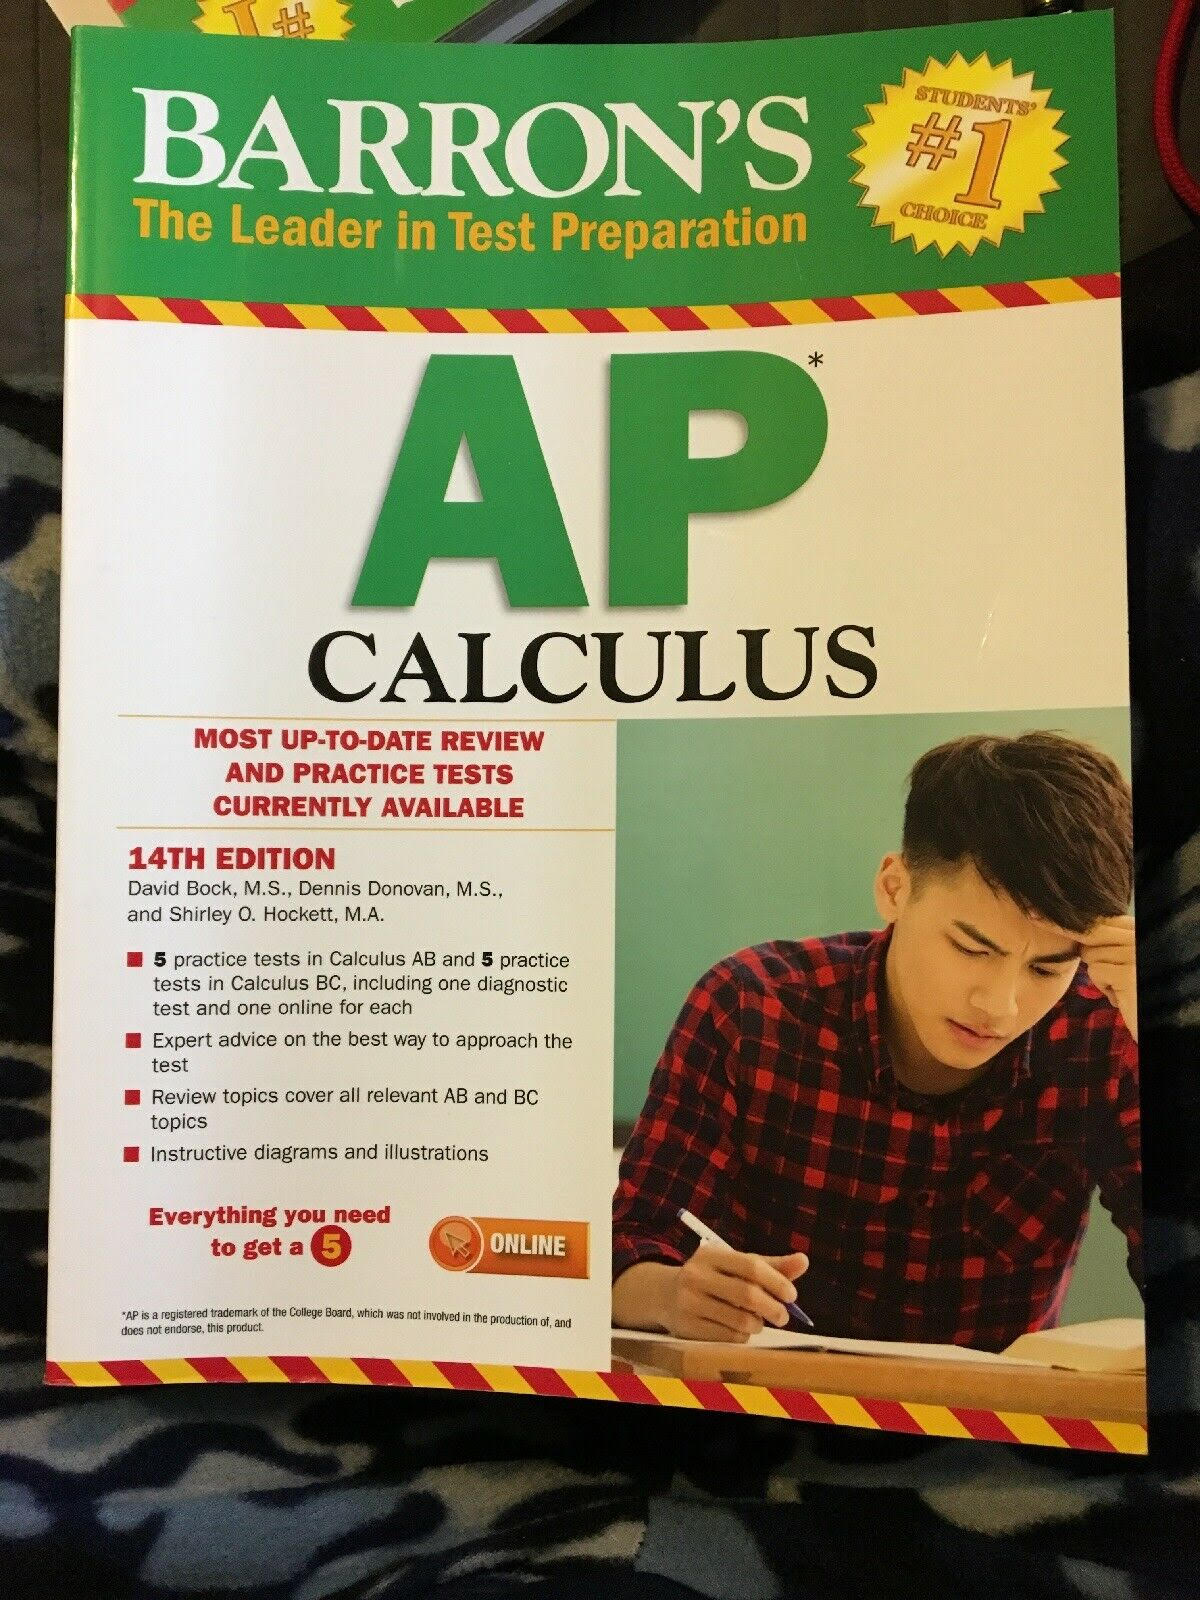 1#
BARRON'S
The Leader in Test Preparation
STUDENTS'
#1
CHOICE
AP*
CALCULUS
MOST UP-TO-DATE REVIEW
AND PRACTICE TESTS
CURRENTLY AVAILABLE
14TH EDITION
David Bock, M.S., Dennis Donovan, M.S.,
and Shirley O. Hockett, M.A.
■ 5 practice tests in Calculus AB and 5 practice
tests in Calculus BC, including one diagnostic
test and one online for each
■ Expert advice on the best way to approach the
test
■ Review topics cover all relevant AB and BC
topics
■ Instructive diagrams and illustrations
Everything you need
to get a 5
ONLINE
*AP is a registered trademark of the College Board, which was not involved in the production of, and
does not endorse, this product.